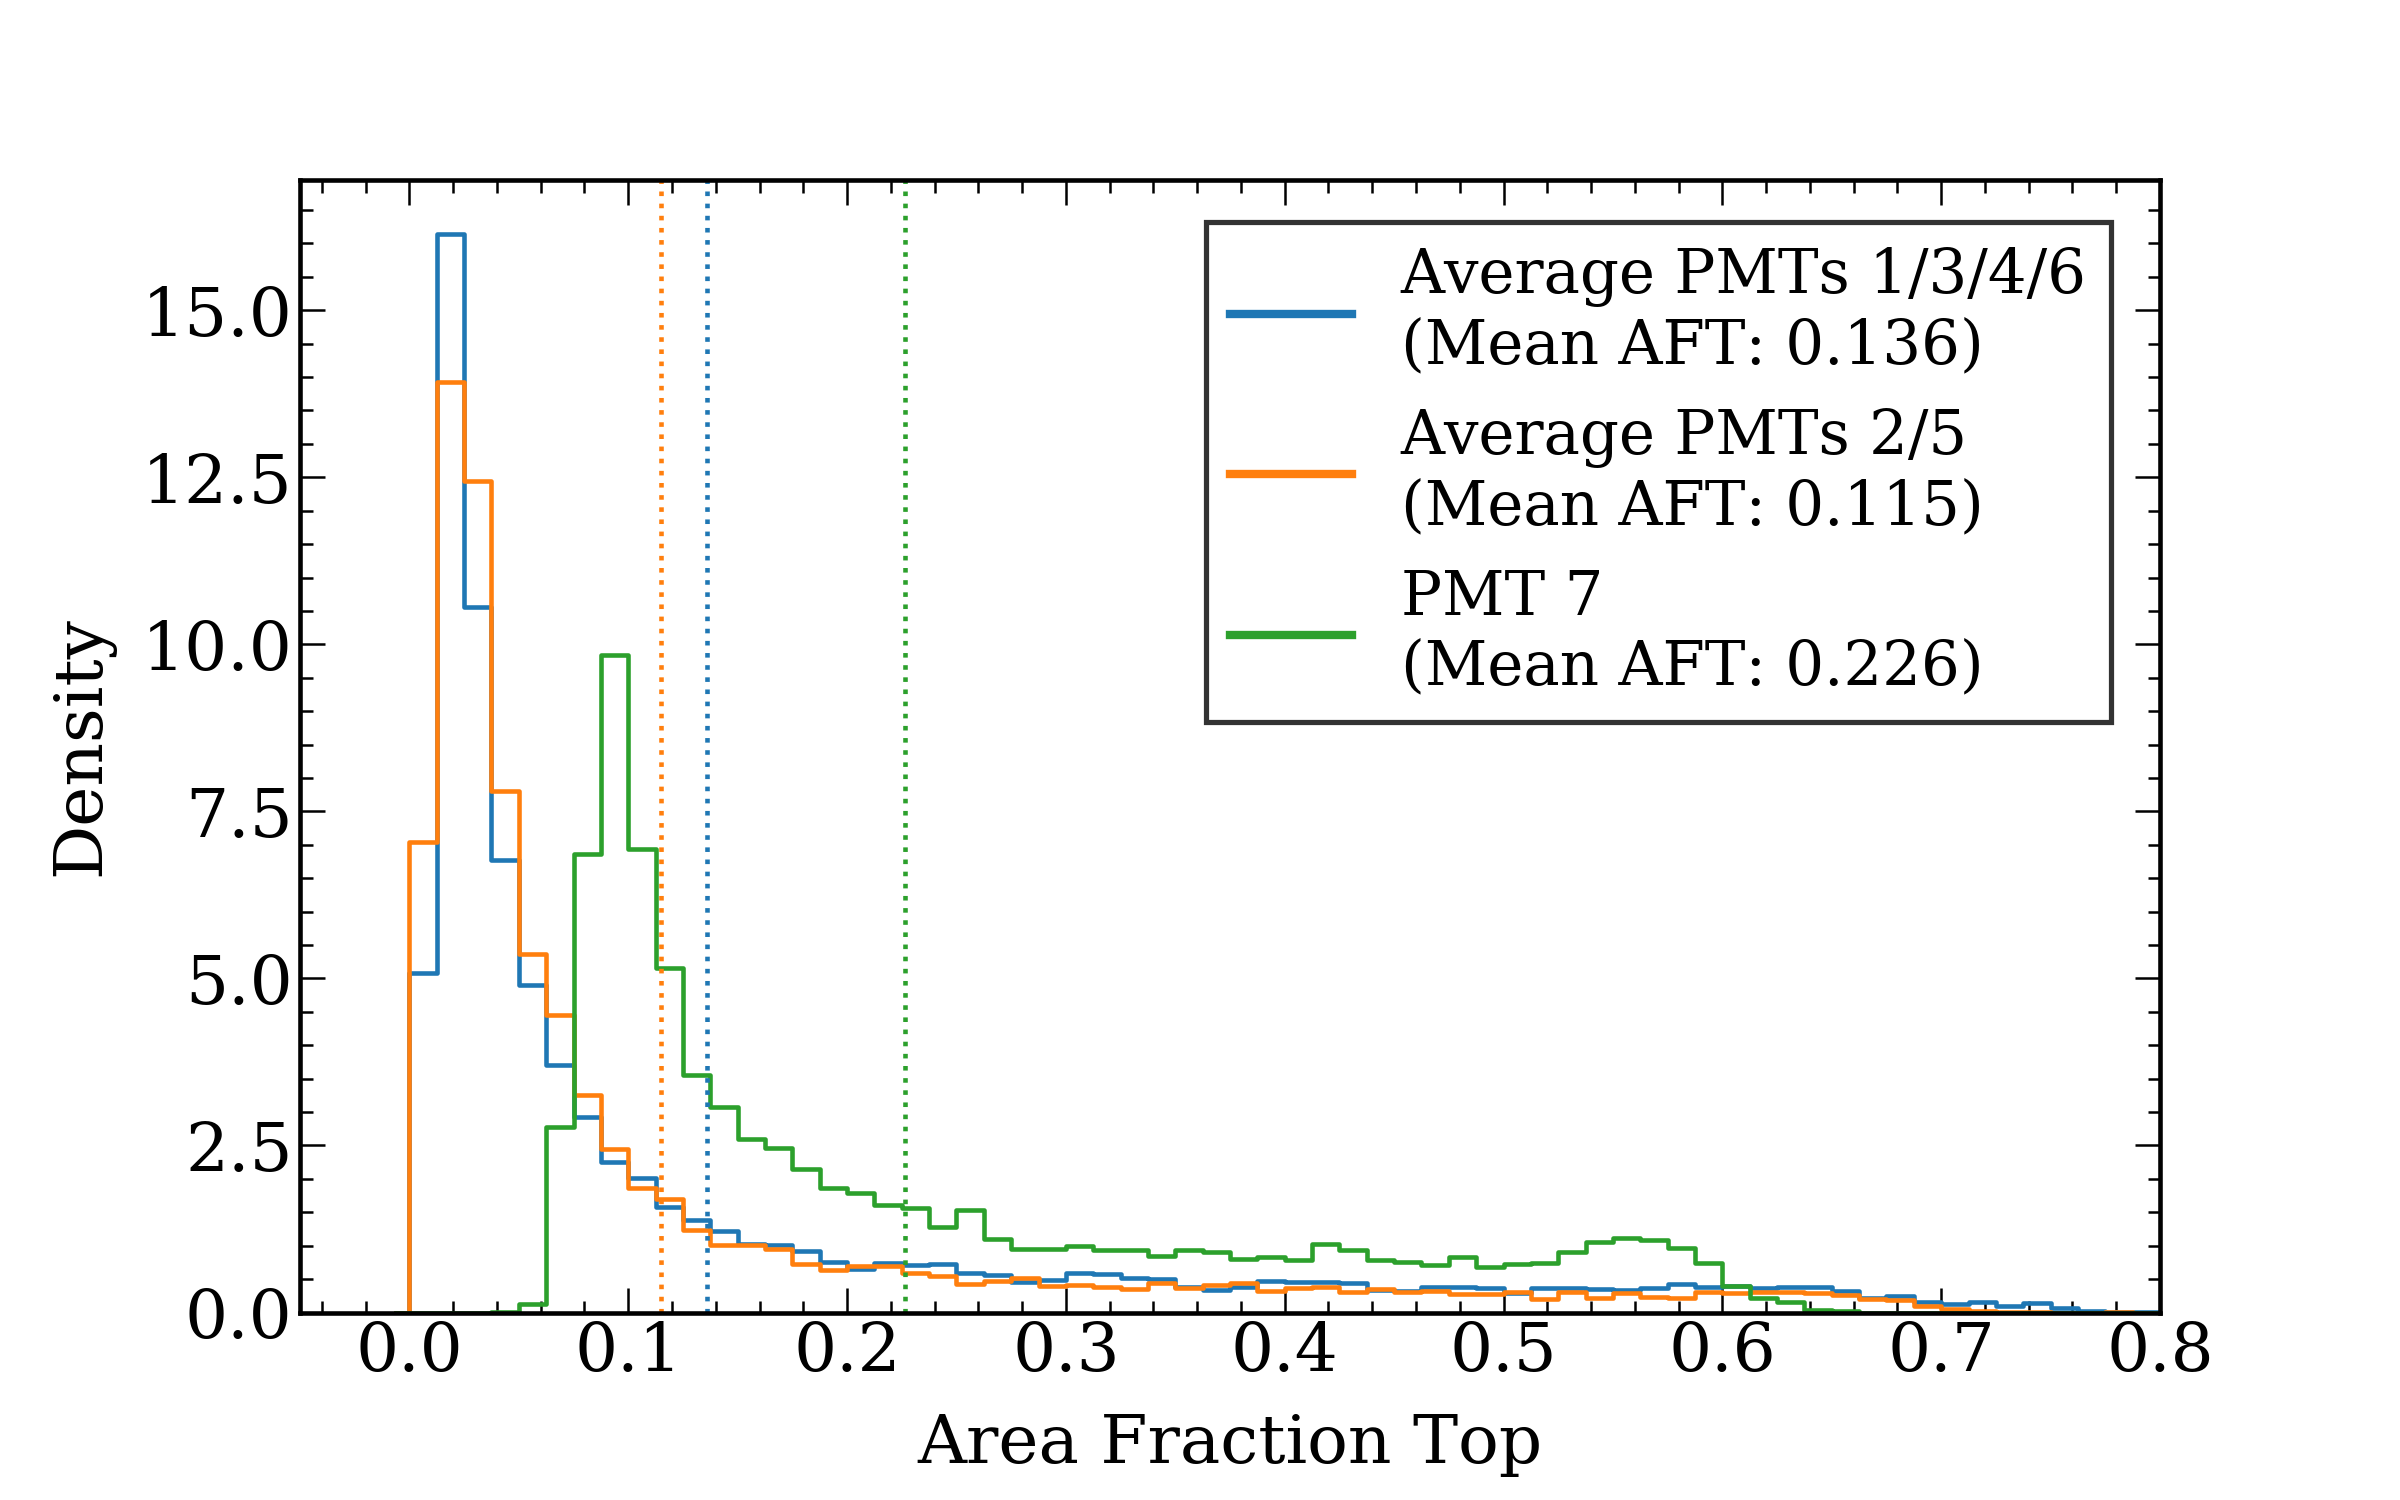 Average PMTs 1/3/4/6
(Mean AFT: 0.136)
Average PMTs 2/5
(Mean AFT: 0.115)
PMT 7
(Mean AFT: 0.226)
Density
15.0
12.5
10.0
7.5
5.0
2.5
0.0
0.0 0.1 0.2 0.3 0.4 0.5 0.6 0.7 0.8
Area Fraction Top